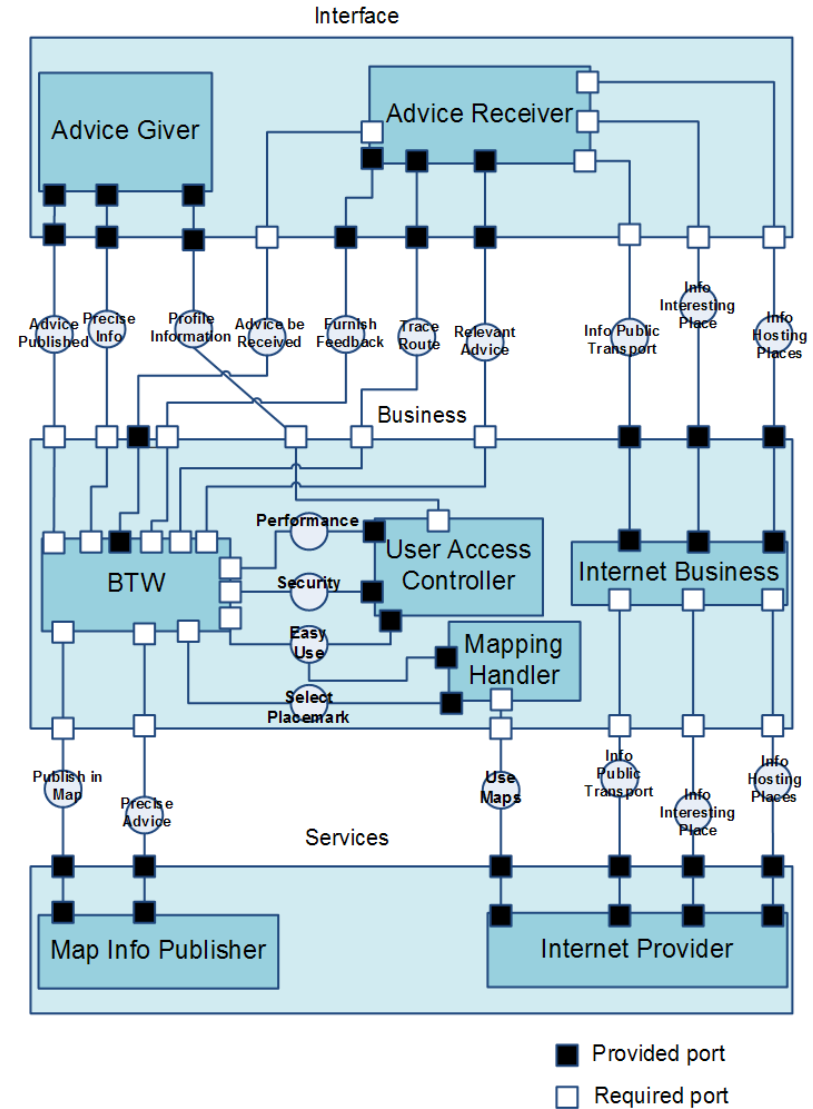 Interface
Advice Giver
Advice Receiver
Advice
Published
Precise
Info
Profile
Information
Advice be
Received
Furnish
Feedback
Trace
Route
Relevant
Advice
Info Public
Transport
Info
Interesting
Place
Info
Hosting
Places
Business
BTW
Performance
Security
Easy
Use
Select
Placemark
User Access
Controller
Mapping
Handler
Internet Business
Publish in
Map
Precise
Advice
Use
Maps
Info
Public
Transport
Info
Interesting
Place
Info
Hosting
Places
Services
Map Info Publisher
Internet Provider
Provided port
Required port